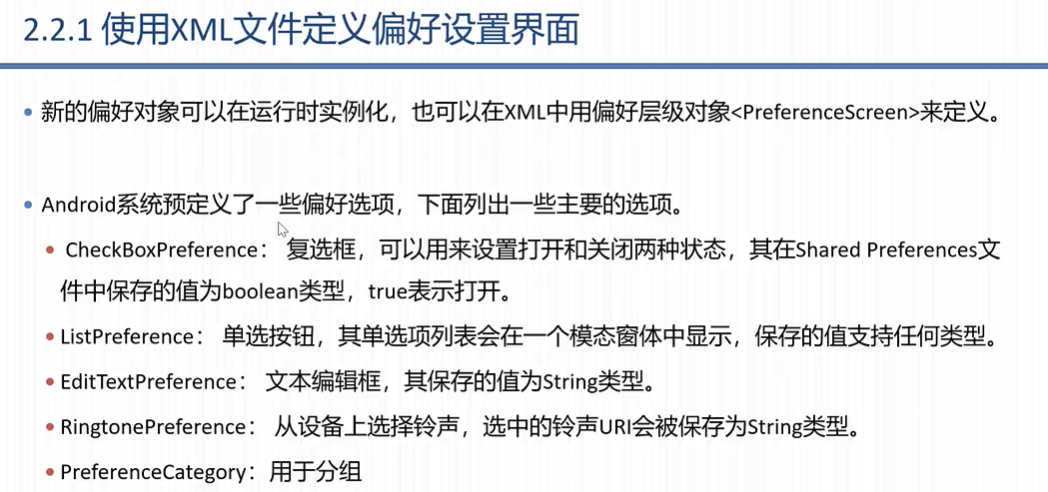 2.2.1 使用XML文件定义偏好设置界面
• 新的偏好对象可以在运行时实例化，也可以在XML中用偏好层级对象<PreferenceScreen>来定义。
• Android系统预定义了一些偏好选项，下面列出一些主要的选项。
• CheckBoxPreference： 复选框，可以用来设置打开和关闭两种状态，其在Shared Preferences文
件中保存的值为boolean类型，true表示打开。
• ListPreference： 单选按钮，其单选项列表会在一个模态窗体中显示，保存的值支持任何类型。
• EditTextPreference： 文本编辑框，其保存的值为String类型。
• RingtonePreference： 从设备上选择铃声，选中的铃声URI会被保存为String类型。
• PreferenceCategory：用于分组